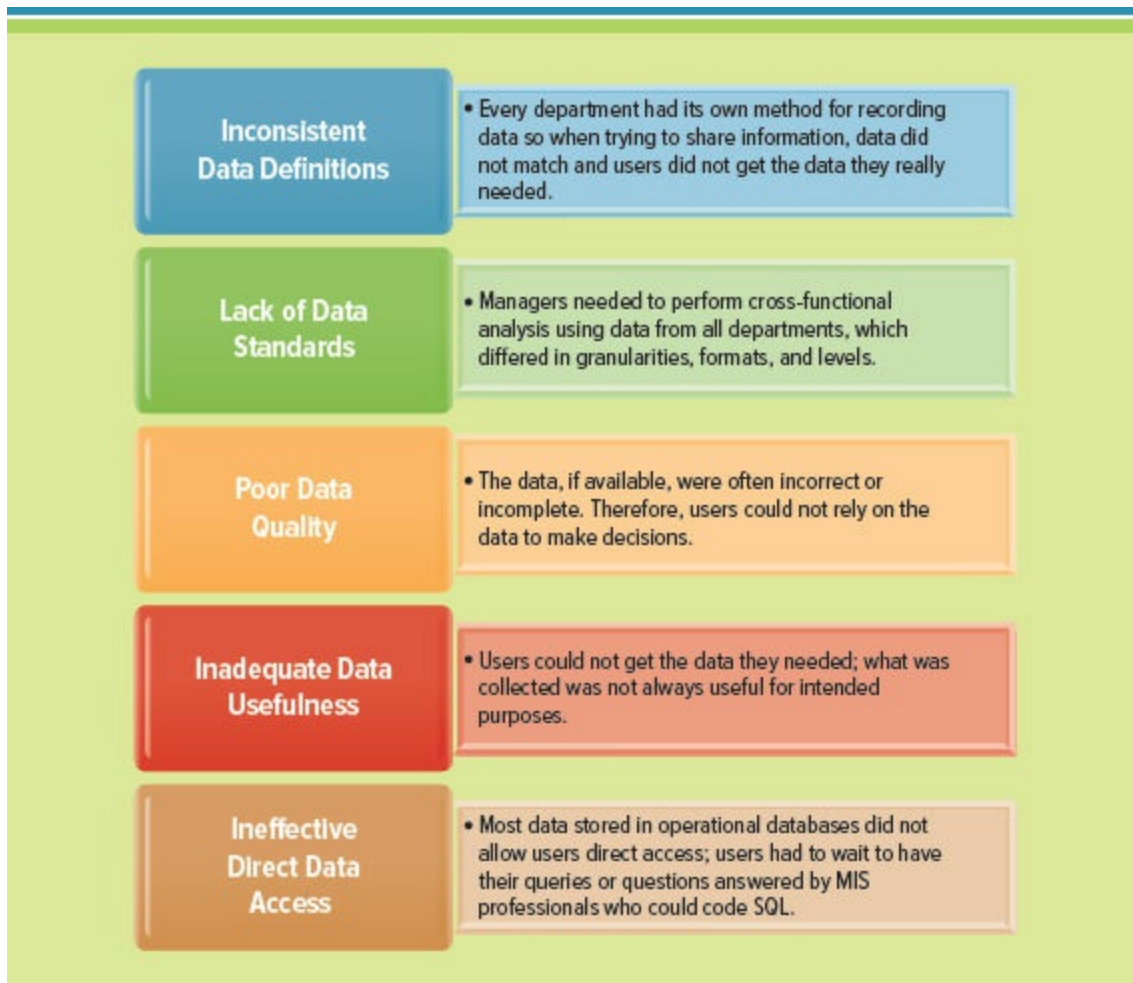 Inconsistent
Data Definitions
• Every department had its own method for recording
data so when trying to share information, data did
not match and users did not get the data they really
needed.
Lack of Data
Standards
• Managers needed to perform cross-functional
analysis using data from all departments, which
differed in granularities, formats, and levels.
Poor Data
Quality
• The data, if available, were often incorrect or
incomplete. Therefore, users could not rely on the
data to make decisions.
Inadequate Data
Usefulness
• Users could not get the data they needed; what was
collected was not always useful for intended
purposes.
Ineffective
Direct Data
Access
• Most data stored in operational databases did not
allow users direct access; users had to wait to have
their queries or questions answered by MIS
professionals who could code SQL.